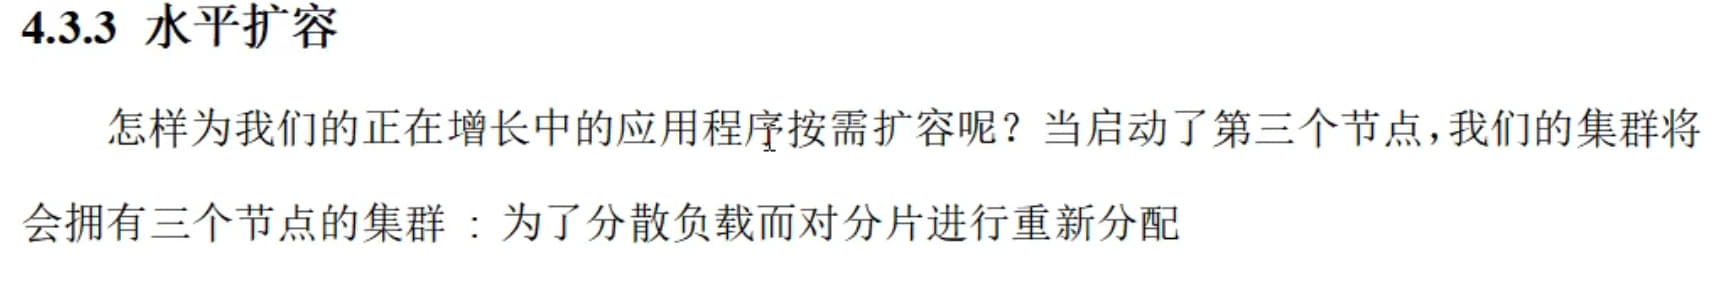 4.3.3 水平扩容
怎样为我们的正在增长中的应用程序按需扩容呢？当启动了第三个节点，我们的集群将
会拥有三个节点的集群 : 为了分散负载而对分片进行重新分配